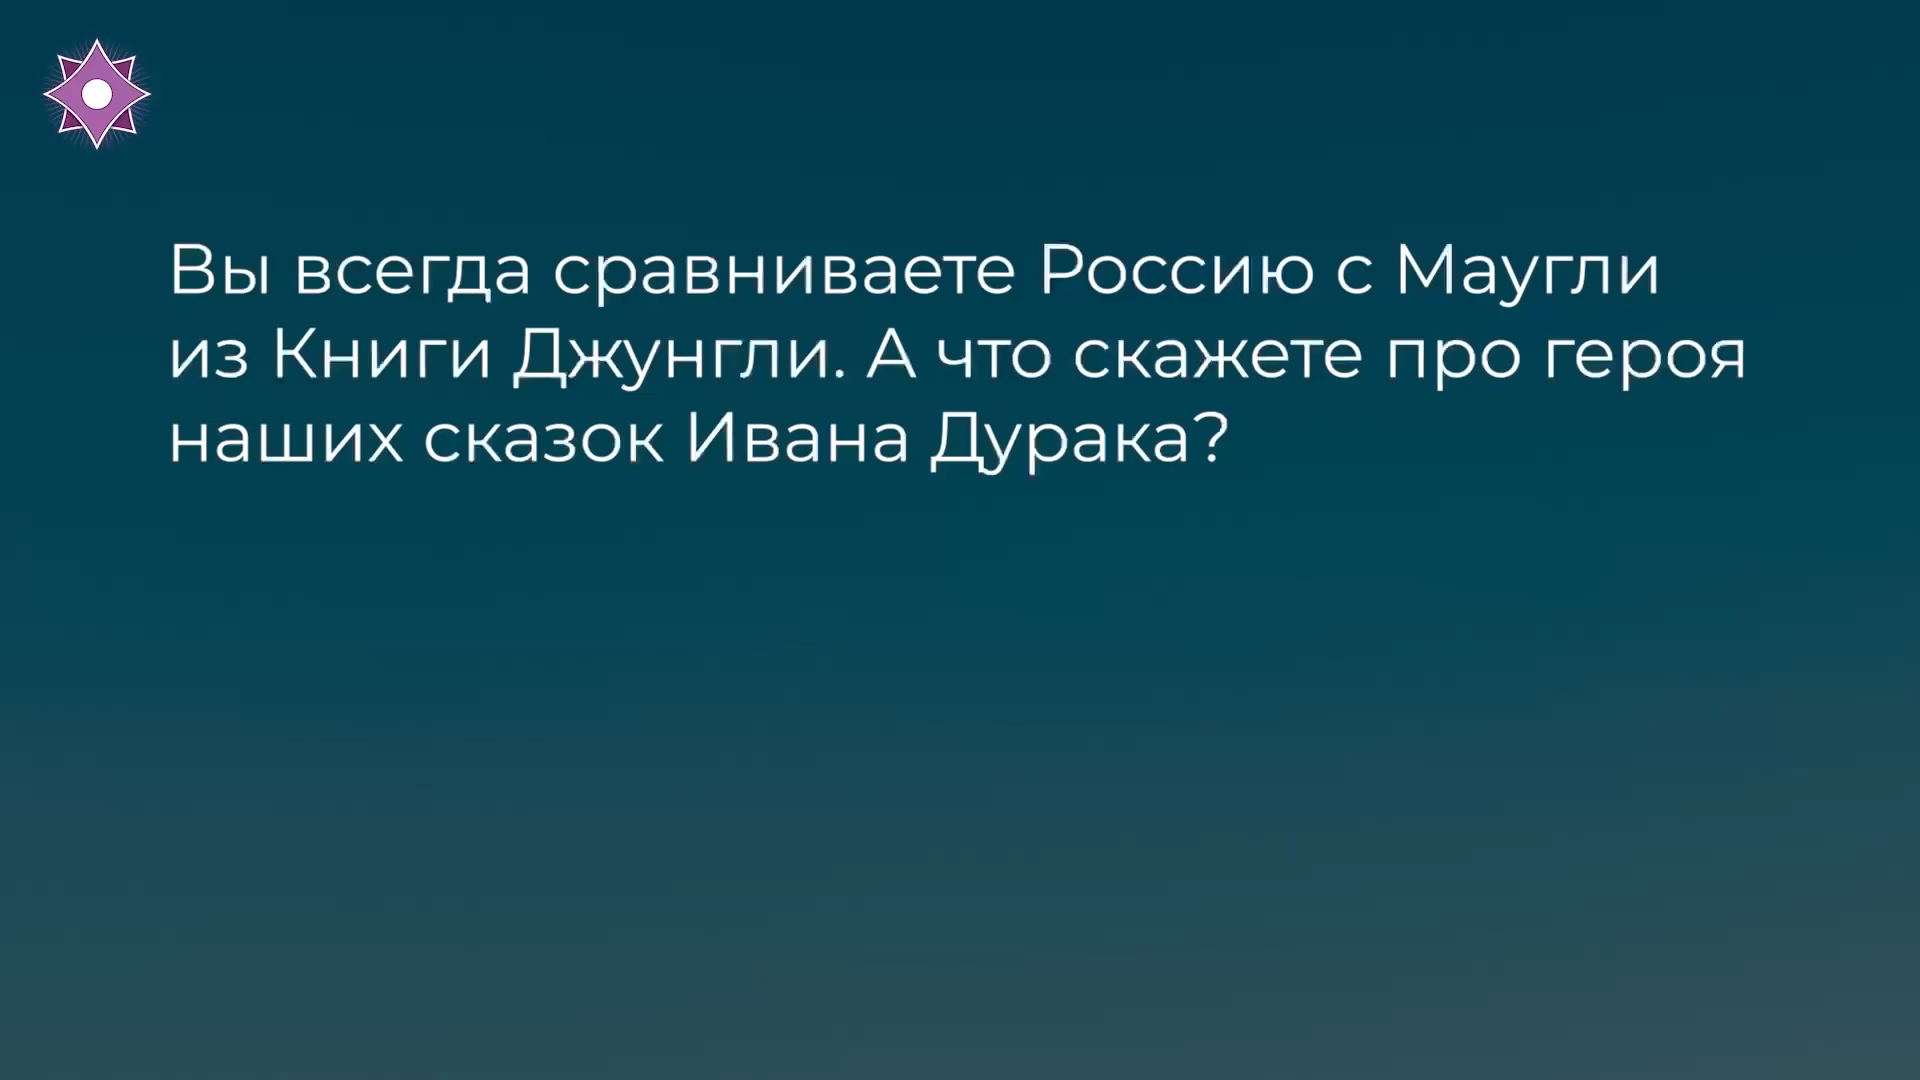 Вы всегда сравниваете Россию с Маугли
из Книги Джунгли. А что скажете про героя
наших сказок Ивана Дурака?